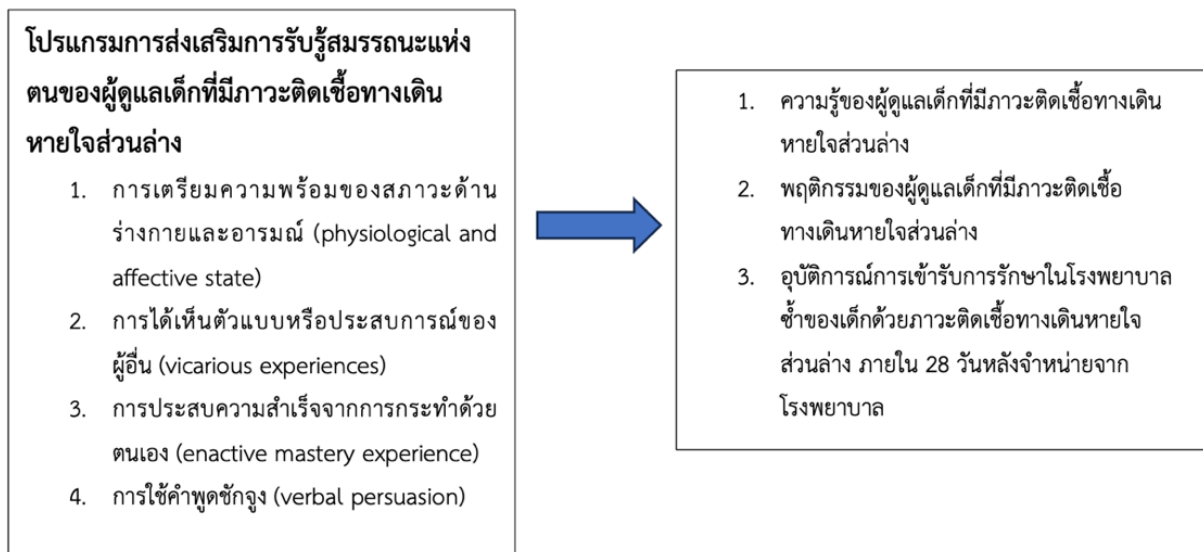 โปรแกรมการส่งเสริมการรับรู้สมรรถนะแห่ง
ตนของผู้ดูแลเด็กที่มีภาวะติดเชื้อทางเดิน
หายใจส่วนล่าง
1. การเตรียมความพร้อมของสภาวะด้าน
ร่างกายและอารมณ์ (physiological and
affective state)
2. การได้เห็นตัวแบบหรือประสบการณ์ของ
ผู้อื่น (vicarious experiences)
3. การประสบความสำเร็จจากการกระทำด้วย
ตนเอง (enactive mastery experience)
4. การใช้คำพูดชักจูง (verbal persuasion)
1. ความรู้ของผู้ดูแลเด็กที่มีภาวะติดเชื้อทางเดิน
หายใจส่วนล่าง
2. พฤติกรรมของผู้ดูแลเด็กที่มีภาวะติดเชื้อ
ทางเดินหายใจส่วนล่าง
3. อุบัติการณ์การเข้ารับการรักษาในโรงพยาบาล
ซ้ำของเด็กด้วยภาวะติดเชื้อทางเดินหายใจ
ส่วนล่าง ภายใน 28 วันหลังจำหน่ายจาก
โรงพยาบาล